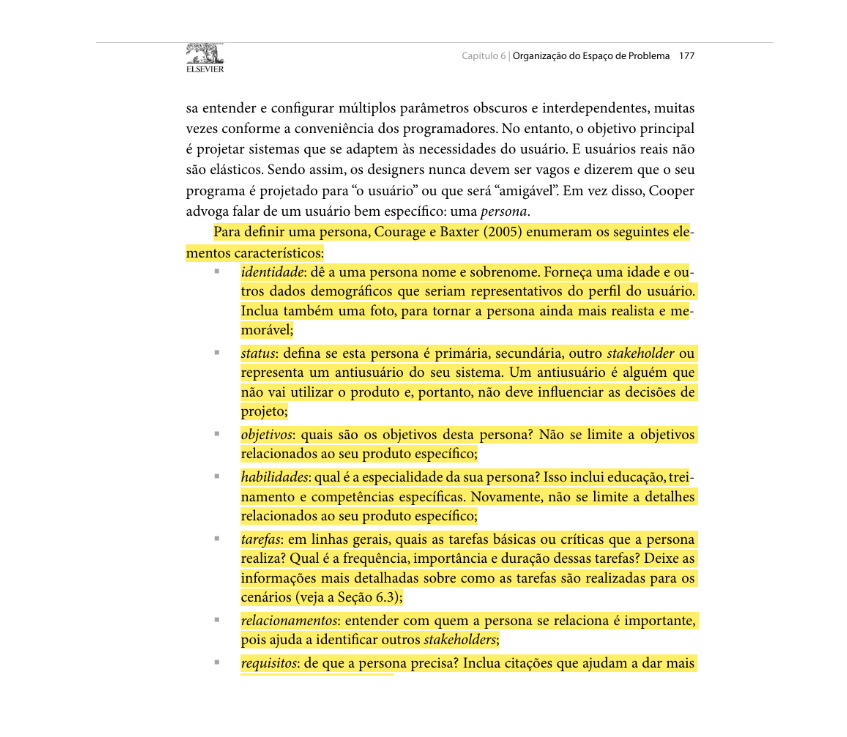 ELSEVIER
Capítulo 6 | Organização do Espaço de Problema 177
sa entender e configurar múltiplos parâmetros obscuros e interdependentes, muitas
vezes conforme a conveniência dos programadores. No entanto, o objetivo principal
é projetar sistemas que se adaptem às necessidades do usuário. E usuários reais não
são elásticos. Sendo assim, os designers nunca devem ser vagos e dizerem que o seu
programa é projetado para “o usuário” ou que será “amigável”. Em vez disso, Cooper
advoga falar de um usuário bem específico: uma persona.
Para definir uma persona, Courage e Baxter (2005) enumeram os seguintes ele-
mentos característicos:
▪ identidade: dê a uma persona nome e sobrenome. Forneça uma idade e ou-
tros dados demográficos que seriam representativos do perfil do usuário.
Inclua também uma foto, para tornar a persona ainda mais realista e me-
morável;
▪ status: defina se esta persona é primária, secundária, outro stakeholder ou
representa um antiusuário do seu sistema. Um antiusuário é alguém que
não vai utilizar o produto e, portanto, não deve influenciar as decisões de
projeto;
▪ objetivos: quais são os objetivos desta persona? Não se limite a objetivos
relacionados ao seu produto específico;
▪ habilidades: qual é a especialidade da sua persona? Isso inclui educação, trei-
namento e competências específicas. Novamente, não se limite a detalhes
relacionados ao seu produto específico;
▪ tarefas: em linhas gerais, quais as tarefas básicas ou críticas que a persona
realiza? Qual é a frequência, importância e duração dessas tarefas? Deixe as
informações mais detalhadas sobre como as tarefas são realizadas para os
cenários (veja a Seção 6.3);
▪ relacionamentos: entender com quem a persona se relaciona é importante,
pois ajuda a identificar outros stakeholders;
▪ requisitos: de que a persona precisa? Inclua citações que ajudam a dar mais